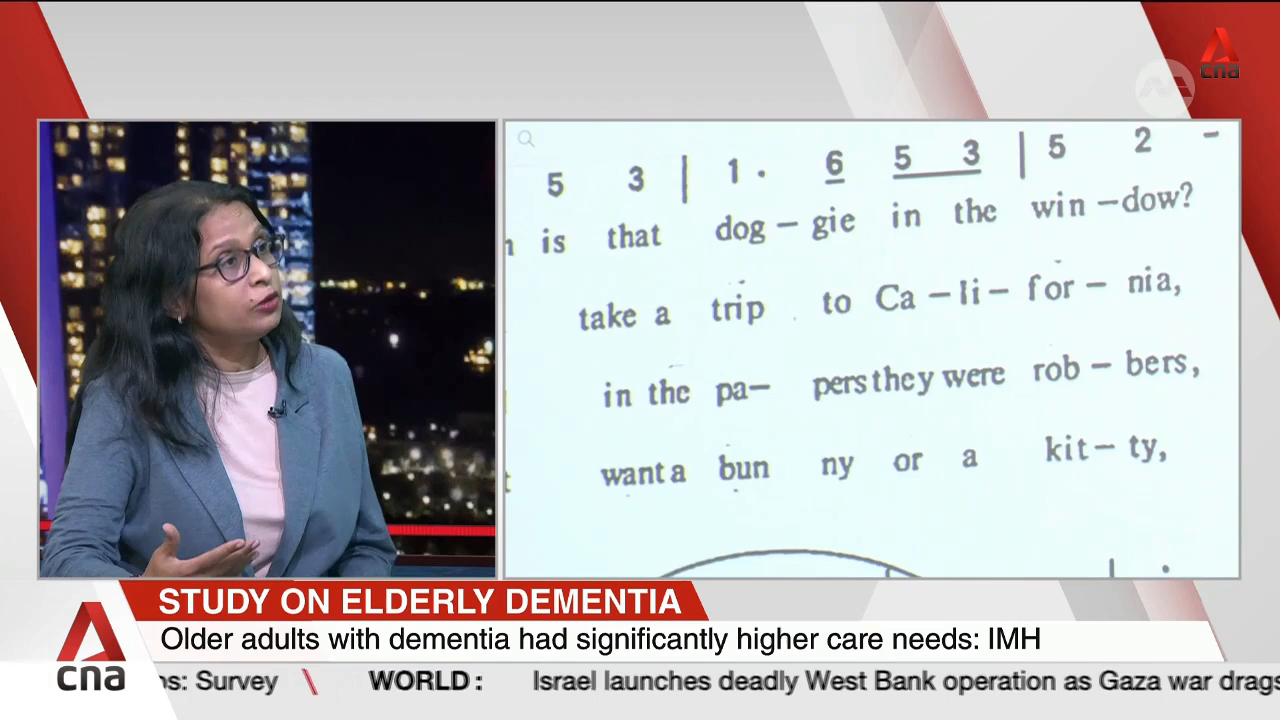 cna
5 3 | 1 . 6 5 3 | 5 2 -
is that dog – gie in the win – dow?
take a trip to Ca – li – for – nia,
in the pa – pers they were rob – bers,
want a bun ny or a kit – ty,
STUDY ON ELDERLY DEMENTIA
Older adults with dementia had significantly higher care needs: IMH
cna
ns: Survey \ WORLD: Israel launches deadly West Bank operation as Gaza war drags